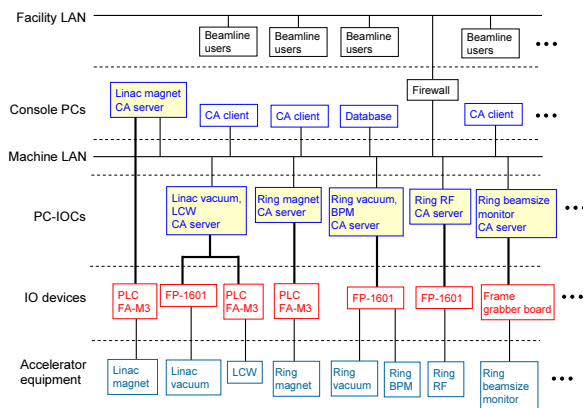 Facility LAN
Beamline
users
Beamline
users
Beamline
users
Beamline
users
Console PCs
Linac magnet
CA server
CA client
CA client
Database
Firewall
CA client
Machine LAN
PC-IOCs
Linac vacuum,
LCW
CA server
Ring magnet
CA server
Ring vacuum,
BPM
CA server
Ring RF
CA server
Ring beamsize
monitor
CA server
IO devices
PLC
FA-M3
FP-1601
PLC
FA-M3
PLC
FA-M3
FP-1601
FP-1601
Frame
grabber board
Accelerator
equipment
Linac
magnet
Linac
vacuum
LCW
Ring
magnet
Ring
vacuum
Ring
BPM
Ring
RF
Ring
beamsize
monitor